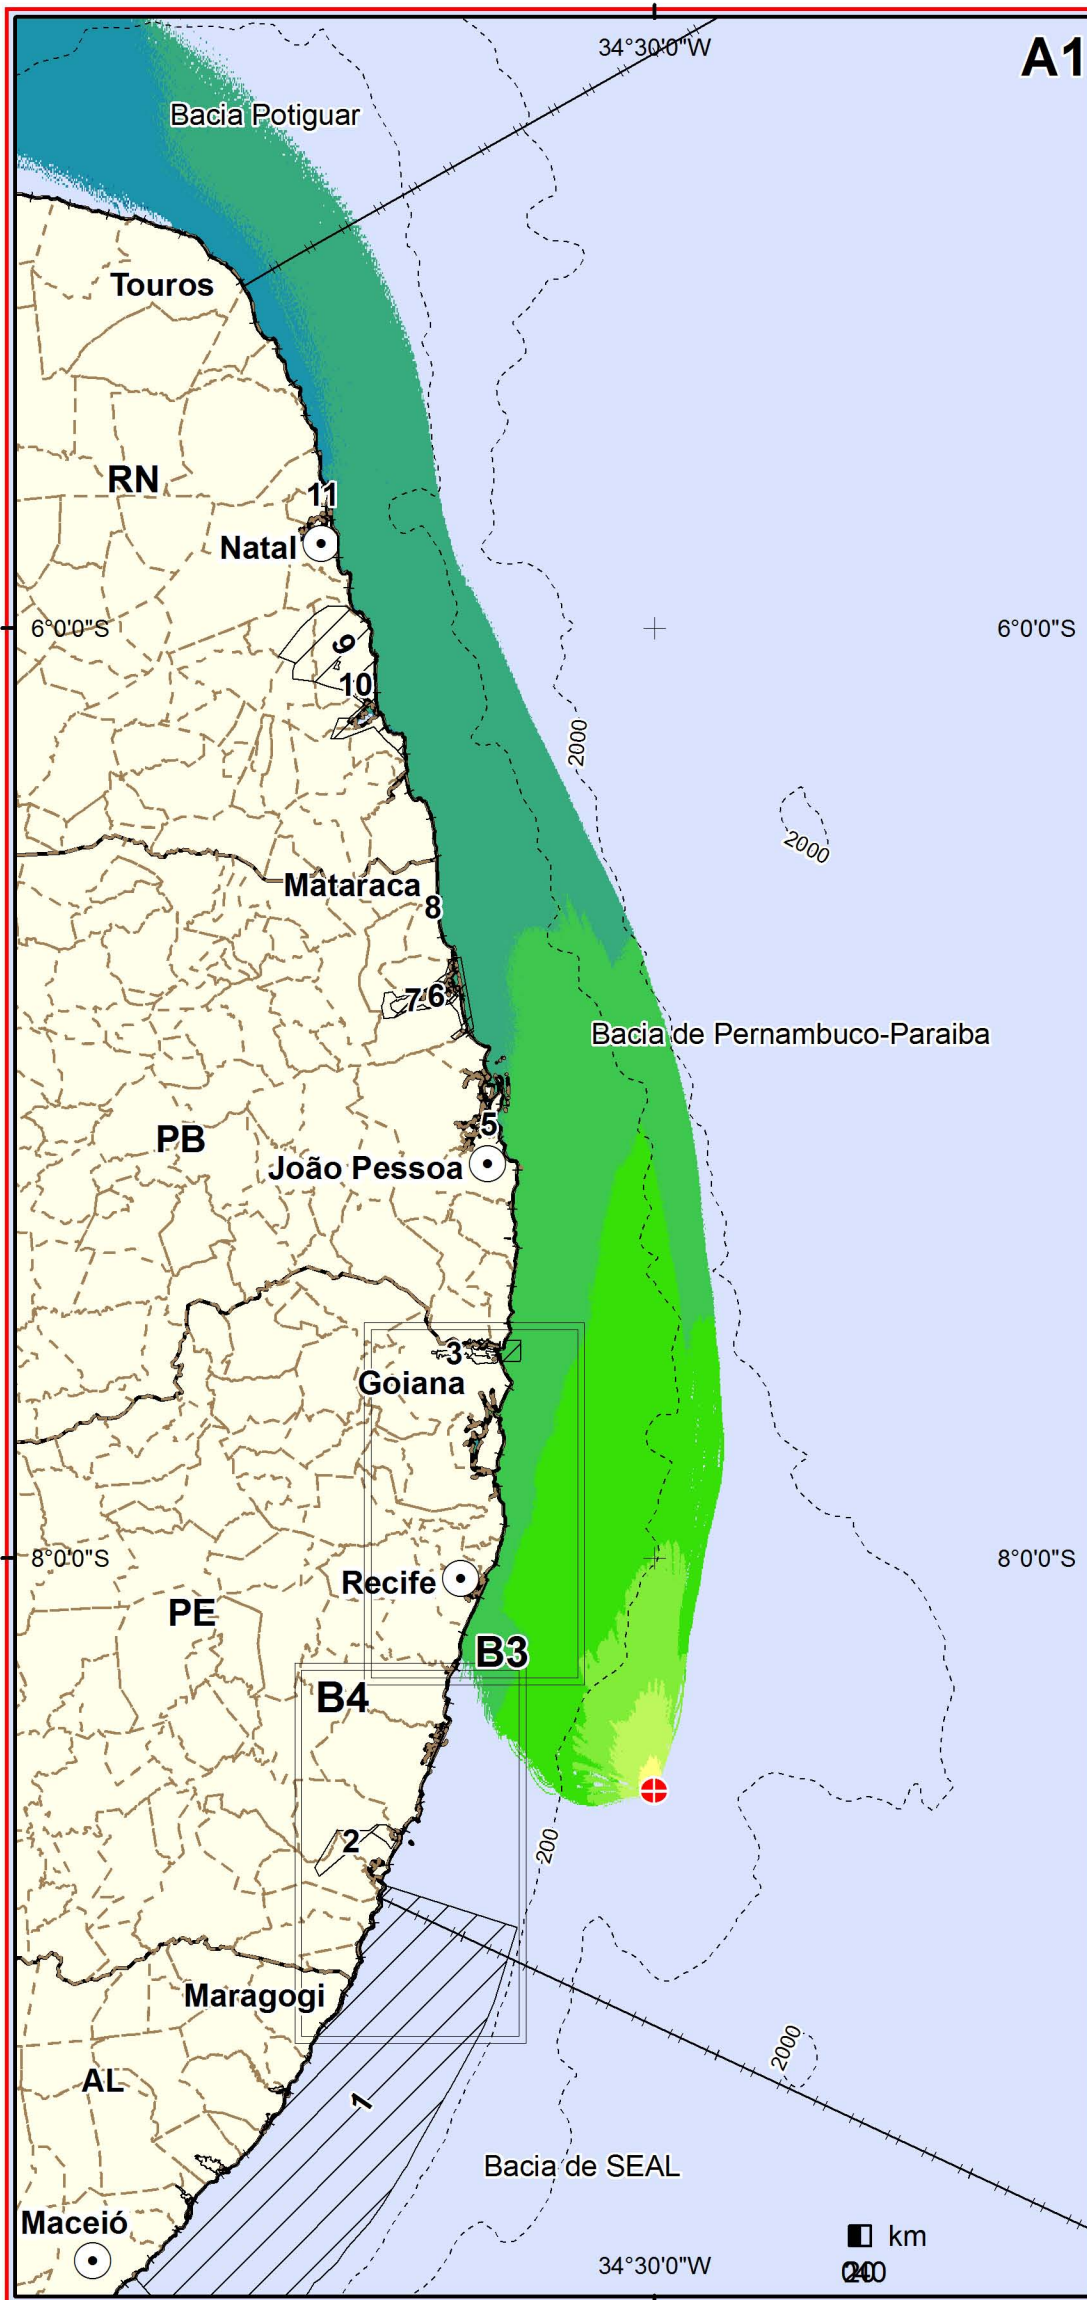 34°30'0"W
A1
Bacia Potiguar
Touros
RN
11
Natal
6°0'0"S
6°0'0"S
9
10
2000
2000
Mataraca
8
7
6
Bacia de Pernambuco-Paraiba
5
PB
João Pessoa
3
Goiana
8°0'0"S
8°0'0"S
Recife
PE
B3
B4
2
200
Maragogi
2000
AL
1
Bacia de SEAL
Maceió
km
34°30'0"W